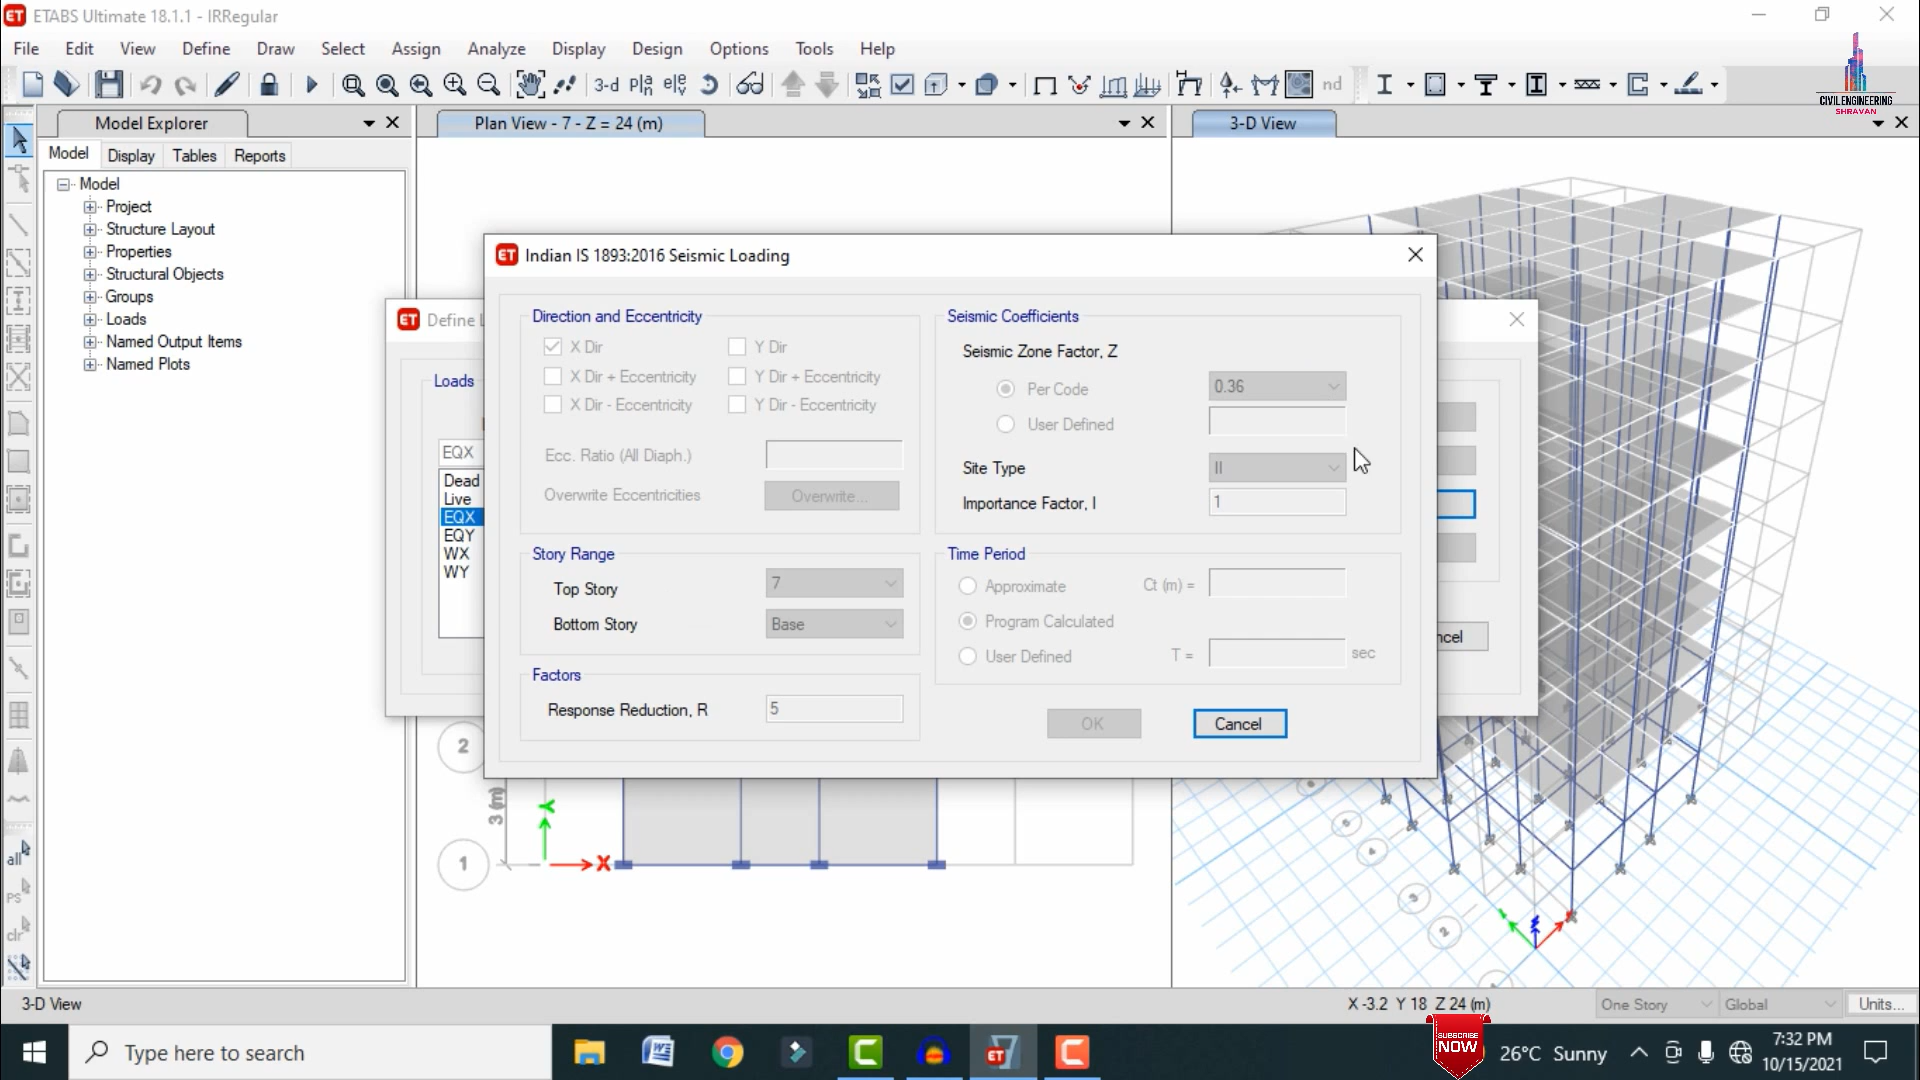 ETABS Ultimate 18.1.1 - IRRegular
File Edit View Define Draw Select Assign Analyze Display Design Options Tools Help
3-d nd
CIVIL ENGINEERING
SHRAVAN
Model Explorer
Plan View - 7 - Z = 24 (m)
3-D View
Model Display Tables Reports
Model
Project
Structure Layout
Properties
Structural Objects
Groups
Loads
Named Output Items
Named Plots
Define L
Loads
EQX
Dead
Live
EQX
EQY
WX
WY
ncel
Indian IS 1893:2016 Seismic Loading
Direction and Eccentricity
X Dir Y Dir
X Dir + Eccentricity Y Dir + Eccentricity
X Dir - Eccentricity Y Dir - Eccentricity
Ecc. Ratio (All Diaph.)
Overwrite Eccentricities Overwrite...
Story Range
Top Story 7
Bottom Story Base
Factors
Response Reduction, R 5
Seismic Coefficients
Seismic Zone Factor, Z
Per Code 0.36
User Defined
Site Type II
Importance Factor, I 1
Time Period
Approximate Ct (m) =
Program Calculated
User Defined T = sec
OK Cancel
2
3 (m)
Y
1
X
2
all
ps
clr
3-D View X -3.2 Y 18 Z 24 (m) One Story Global Units...
Type here to search
SUBSCRIBE
NOW
26°C Sunny
7:32 PM
10/15/2021